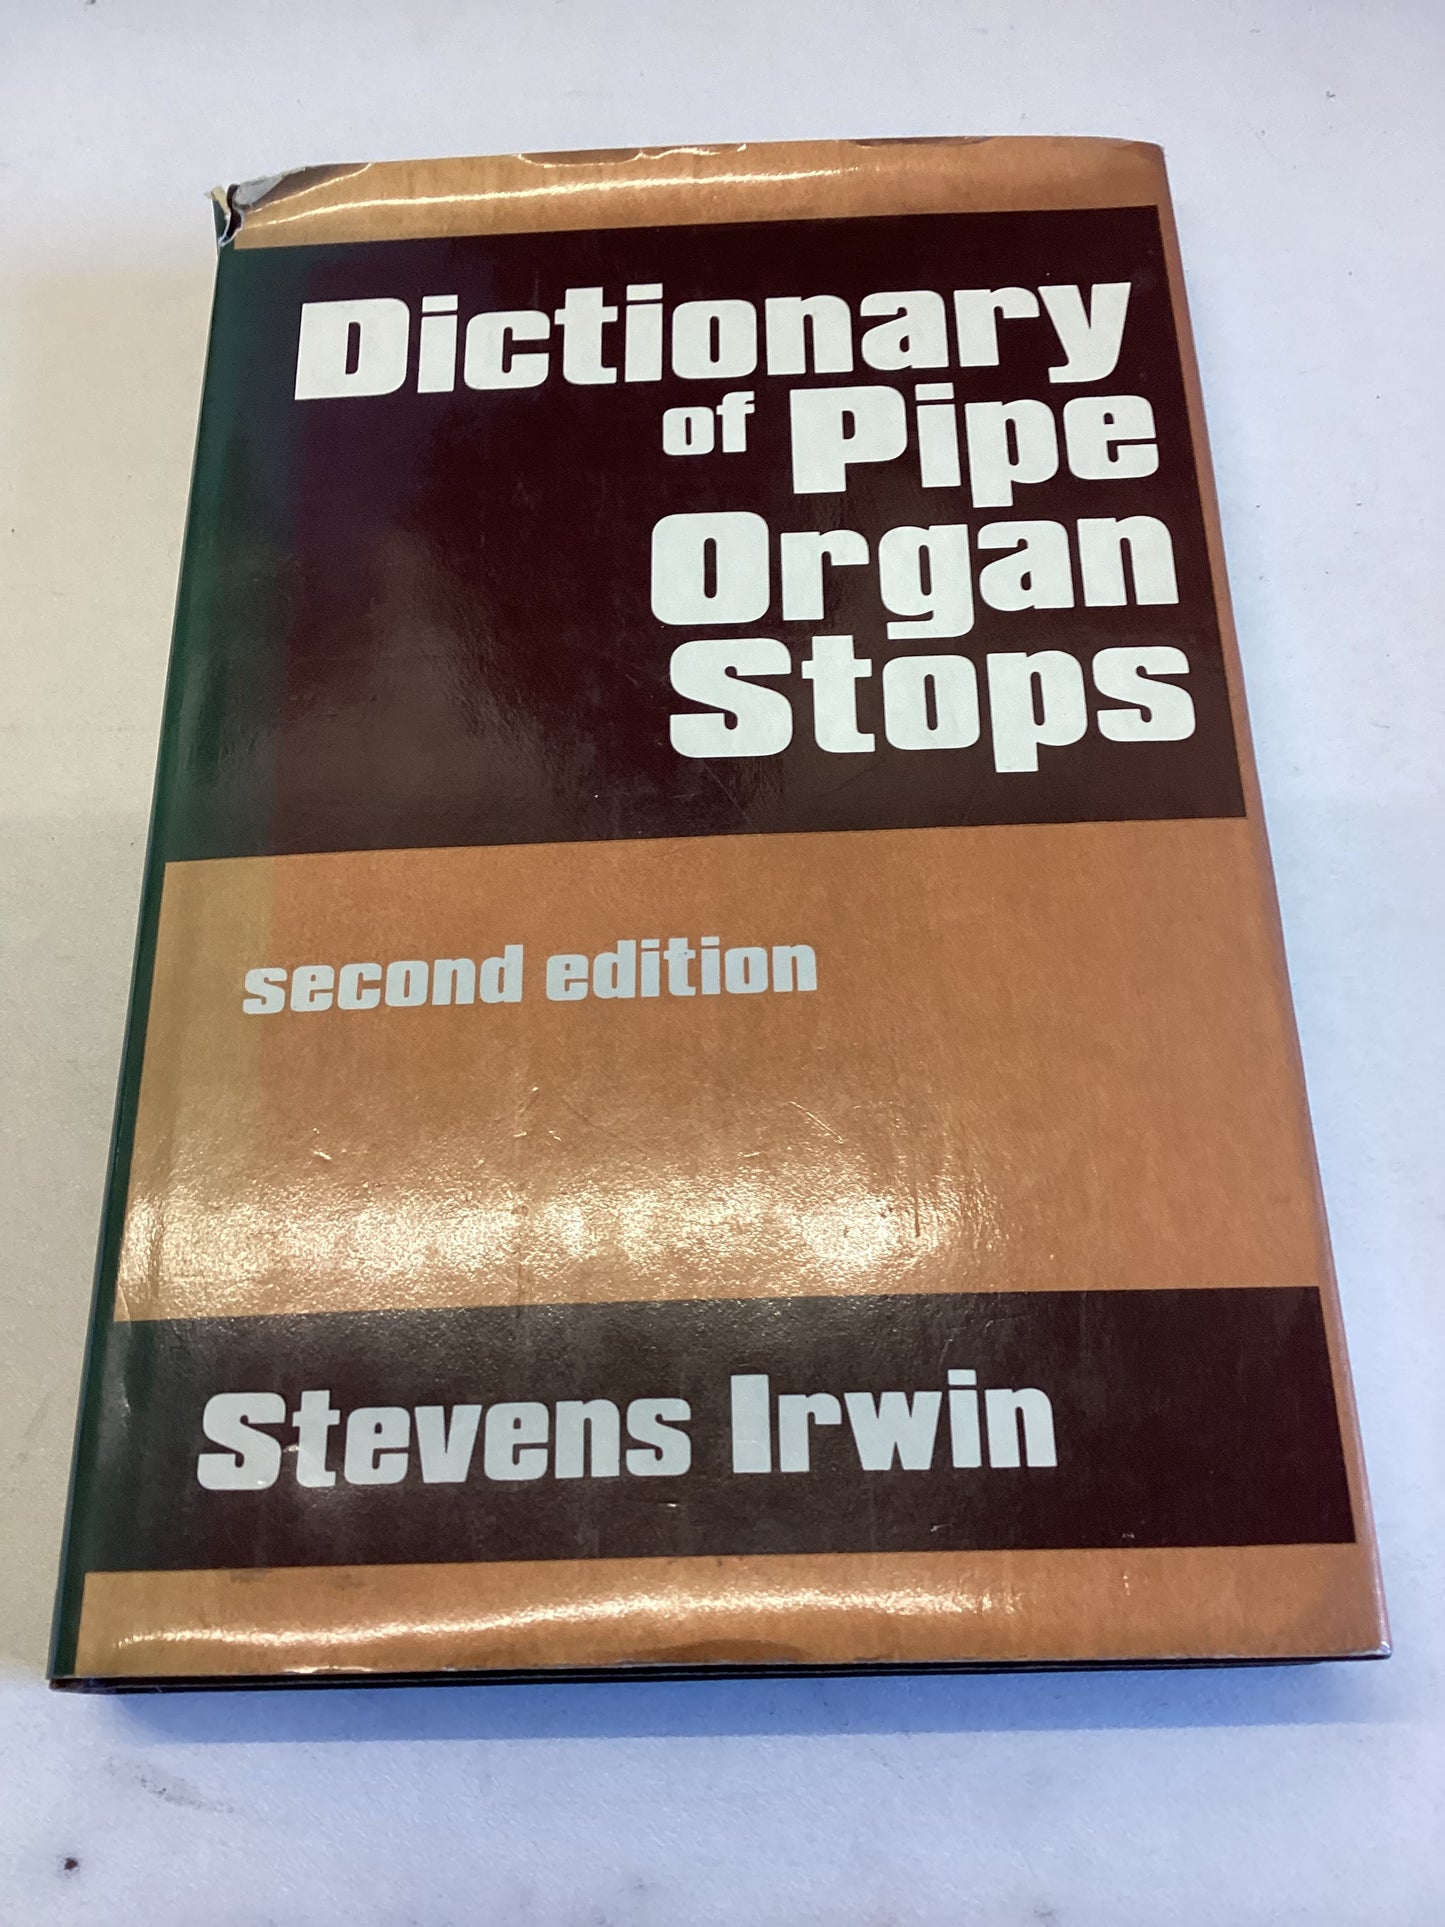 Dictionary
of Pipe
Organ
Stops
second edition
Stevens Irwin